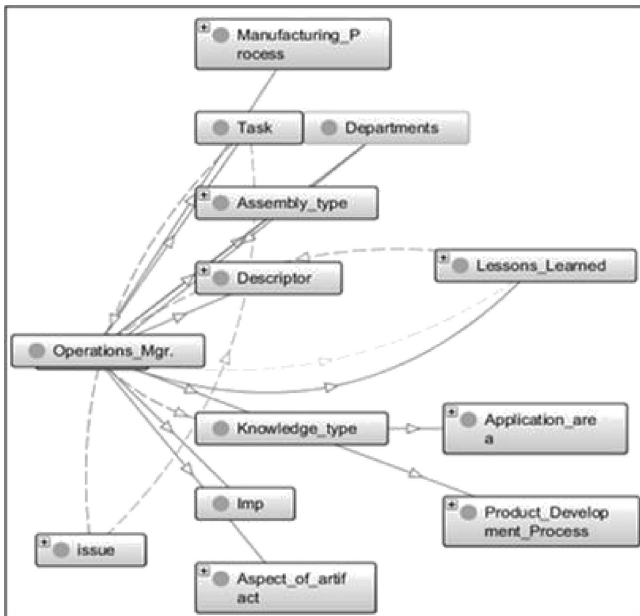 Manufacturing_P
rocess
Task
Departments
Assembly_type
Descriptor
Lessons_Learned
Operations_Mgr.
Knowledge_type
Application_are
a
Imp
Product_Develop
ment_Process
issue
Aspect_of_artif
act